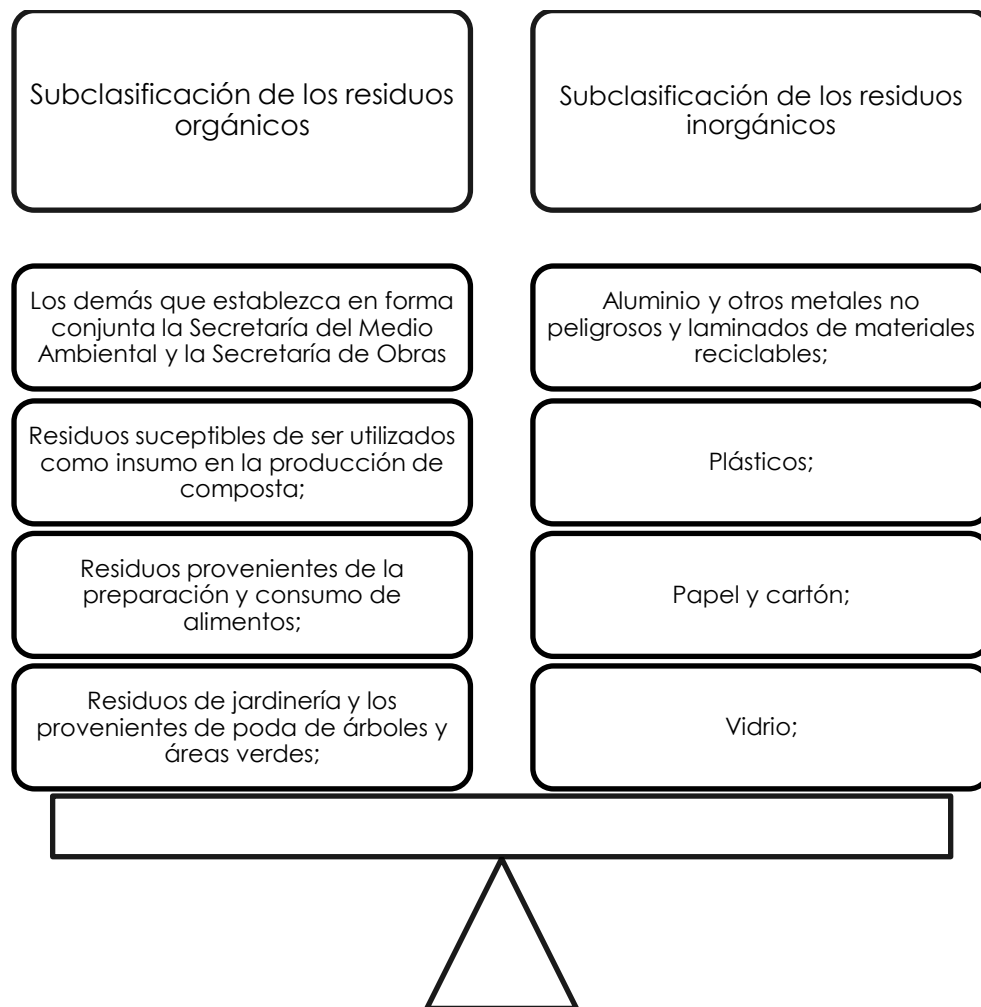 Subclasificación de los residuos
orgánicos
Subclasificación de los residuos
inorgánicos
Los demás que establezca en forma
conjunta la Secretaría del Medio
Ambiental y la Secretaría de Obras
Residuos suceptibles de ser utilizados
como insumo en la producción de
composta;
Residuos provenientes de la
preparación y consumo de
alimentos;
Residuos de jardinería y los
provenientes de poda de árboles y
áreas verdes;
Aluminio y otros metales no
peligrosos y laminados de materiales
reciclables;
Plásticos;
Papel y cartón;
Vidrio;